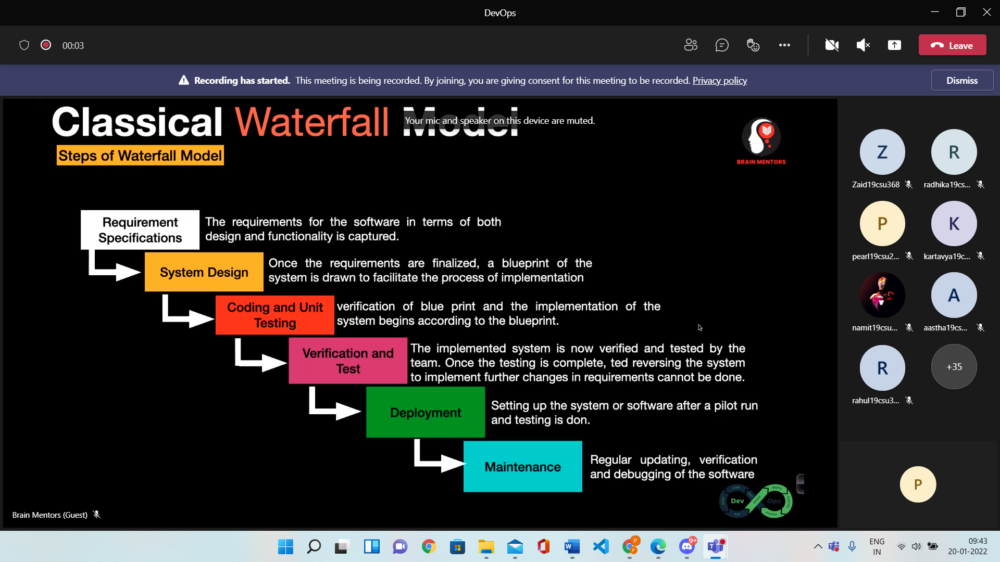 DevOps
00:03
Leave
Recording has started. This meeting is being recorded. By joining, you are giving consent for this meeting to be recorded. Privacy policy
Dismiss
Classical Waterfall Model
Your mic and speaker on this device are muted.
Steps of Waterfall Model
BRAIN MENTORS
Requirement
Specifications
The requirements for the software in terms of both
design and functionality is captured.
System Design
Once the requirements are finalized, a blueprint of the
system is drawn to facilitate the process of implementation
Coding and Unit
Testing
verification of blue print and the implementation of the
system begins according to the blueprint.
Verification and
Test
The implemented system is now verified and tested by the
team. Once the testing is complete, ted reversing the system
to implement further changes in requirements cannot be done.
Deployment
Setting up the system or software after a pilot run
and testing is don.
Maintenance
Regular updating, verification
and debugging of the software
Dev Ops
code
plan
release
deploy
operate
monitor
Brain Mentors (Guest)
Z
R
Zaid19csu368
radhika19cs...
P
K
pearl19csu2...
kartavya19c...
A
namit19csu...
aastha19cs...
R
+35
rahul19csu3...
P
9+
P
P
ENG
IN
09:43
20-01-2022